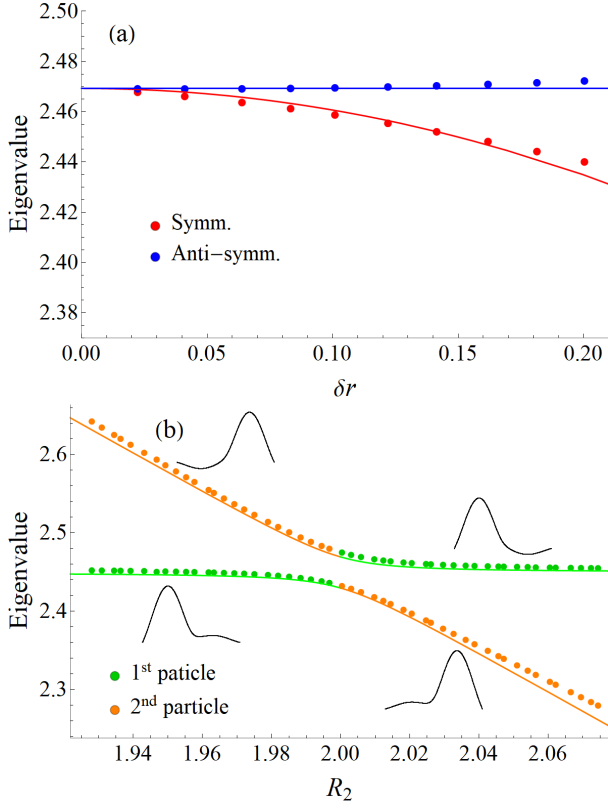 (a)
2.50
2.48
2.46
2.44
2.42
2.40
2.38
Eigenvalue
Symm.
Anti-symm.
0.00 0.05 0.10 0.15 0.20
δr
(b)
2.6
2.5
2.4
2.3
Eigenvalue
1st paticle
2nd particle
1.94 1.96 1.98 2.00 2.02 2.04 2.06
R2